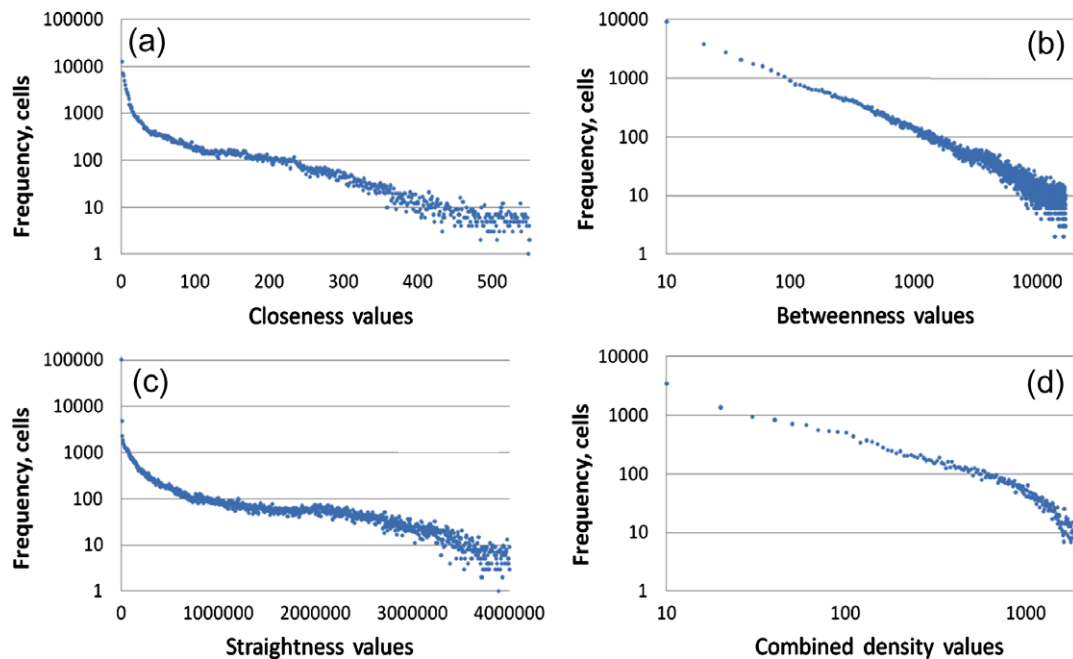 (a)
Frequency, cells
100000
10000
1000
100
10
1
0 100 200 300 400 500
Closeness values
(b)
Frequency, cells
10000
1000
100
10
1
10 100 1000 10000
Betweenness values
(c)
Frequency, cells
100000
10000
1000
100
10
1
0 1000000 2000000 3000000 4000000
Straightness values
(d)
Frequency, cells
10000
1000
100
10
1
10 100 1000
Combined density values